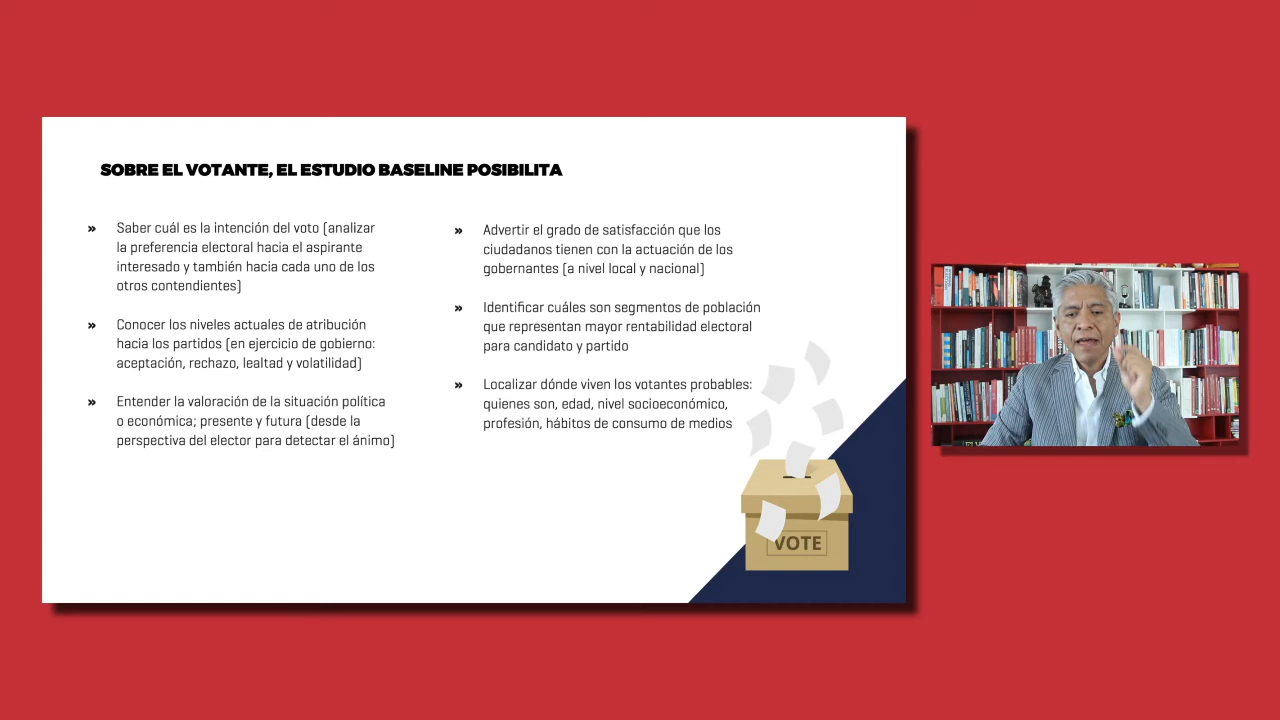 SOBRE EL VOTANTE, EL ESTUDIO BASELINE POSIBILITA
» Saber cuál es la intención del voto (analizar
la preferencia electoral hacia el aspirante
interesado y también hacia cada uno de los
otros contendientes)
» Conocer los niveles actuales de atribución
hacia los partidos (en ejercicio de gobierno:
aceptación, rechazo, lealtad y volatilidad)
» Entender la valoración de la situación política
o económica; presente y futura (desde la
perspectiva del elector para detectar el ánimo)
» Advertir el grado de satisfacción que los
ciudadanos tienen con la actuación de los
gobernantes (a nivel local y nacional)
» Identificar cuáles son segmentos de población
que representan mayor rentabilidad electoral
para candidato y partido
» Localizar dónde viven los votantes probables:
quienes son, edad, nivel socioeconómico,
profesión, hábitos de consumo de medios
VOTE